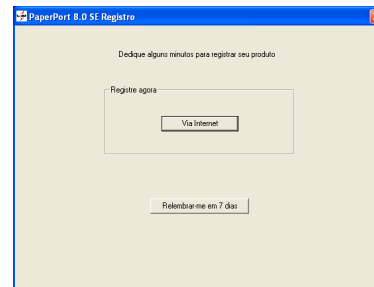 PaperPort 8.0 SE Registro
Dedique alguns minutos para registrar seu produto
Registre agora
Via Internet
Relembrar-me em 7 dias